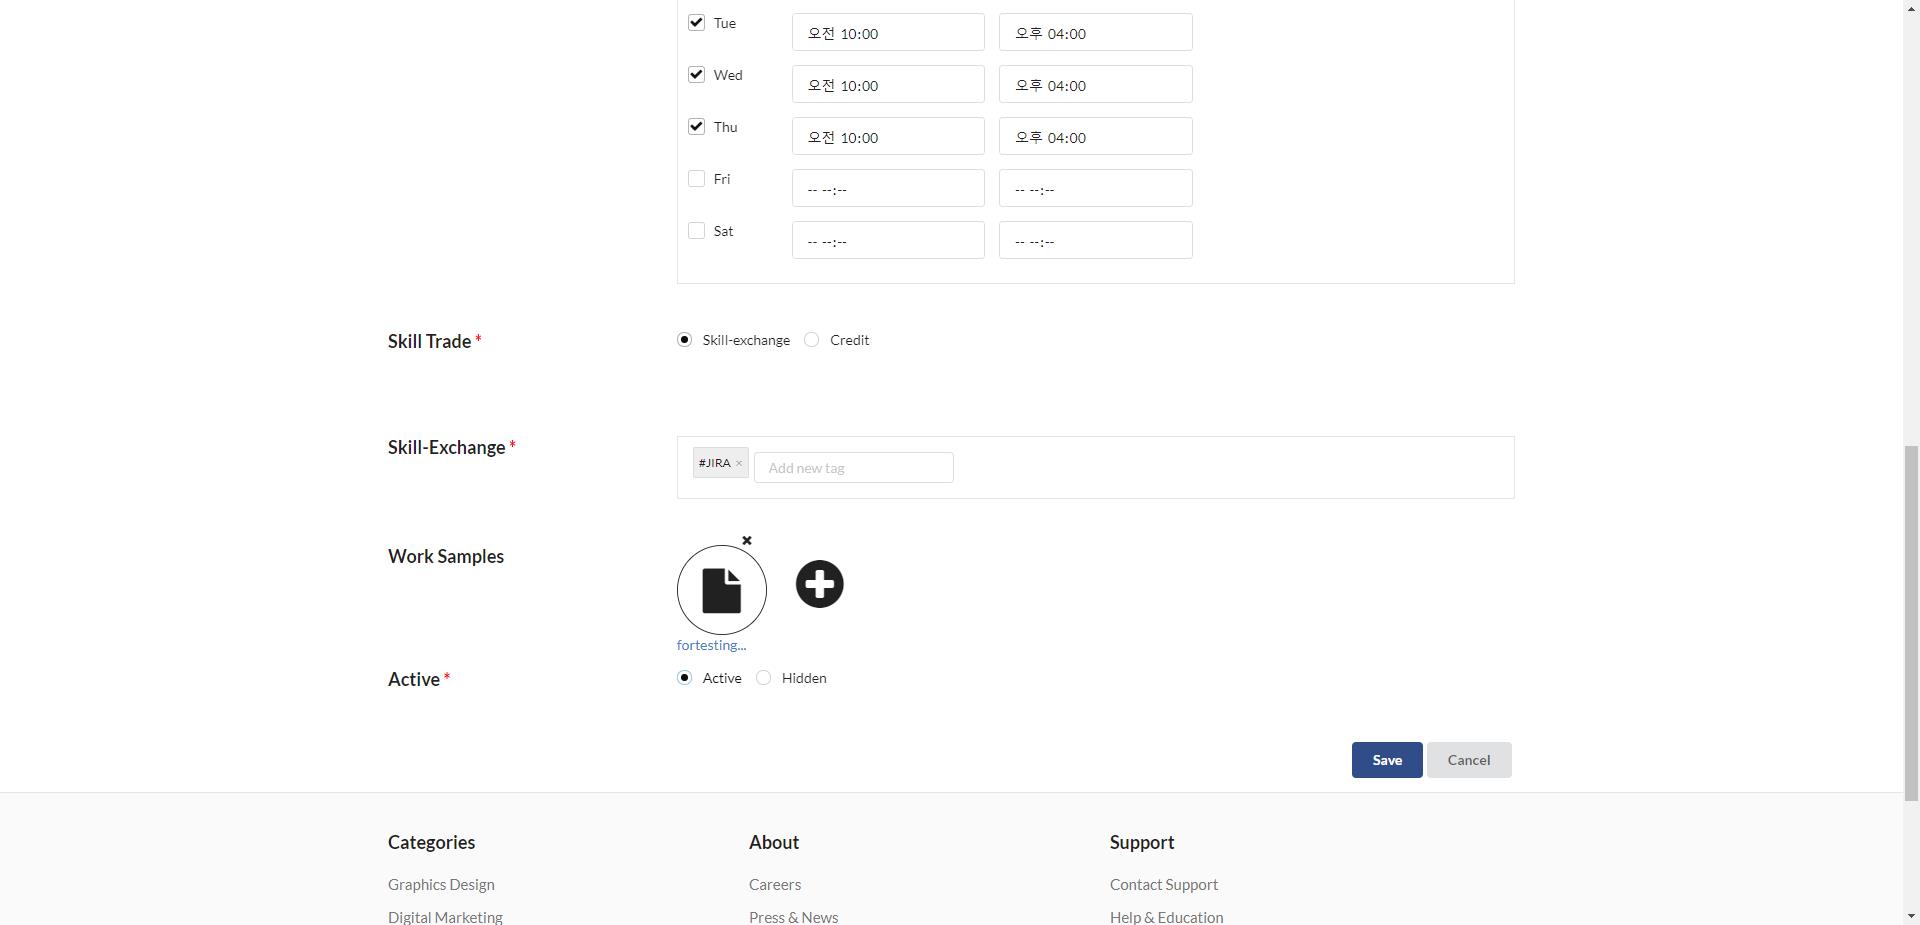 Tue 오전 10:00 오후 04:00
Wed 오전 10:00 오후 04:00
Thu 오전 10:00 오후 04:00
Fri -- --:-- -- --:--
Sat -- --:-- -- --:--
Skill Trade * Skill-exchange Credit
Skill-Exchange * #JIRA × Add new tag
Work Samples
fortesting...
Active * Active Hidden
Save Cancel
Categories About Support
Graphics Design Careers Contact Support
Digital Marketing Press & News Help & Education